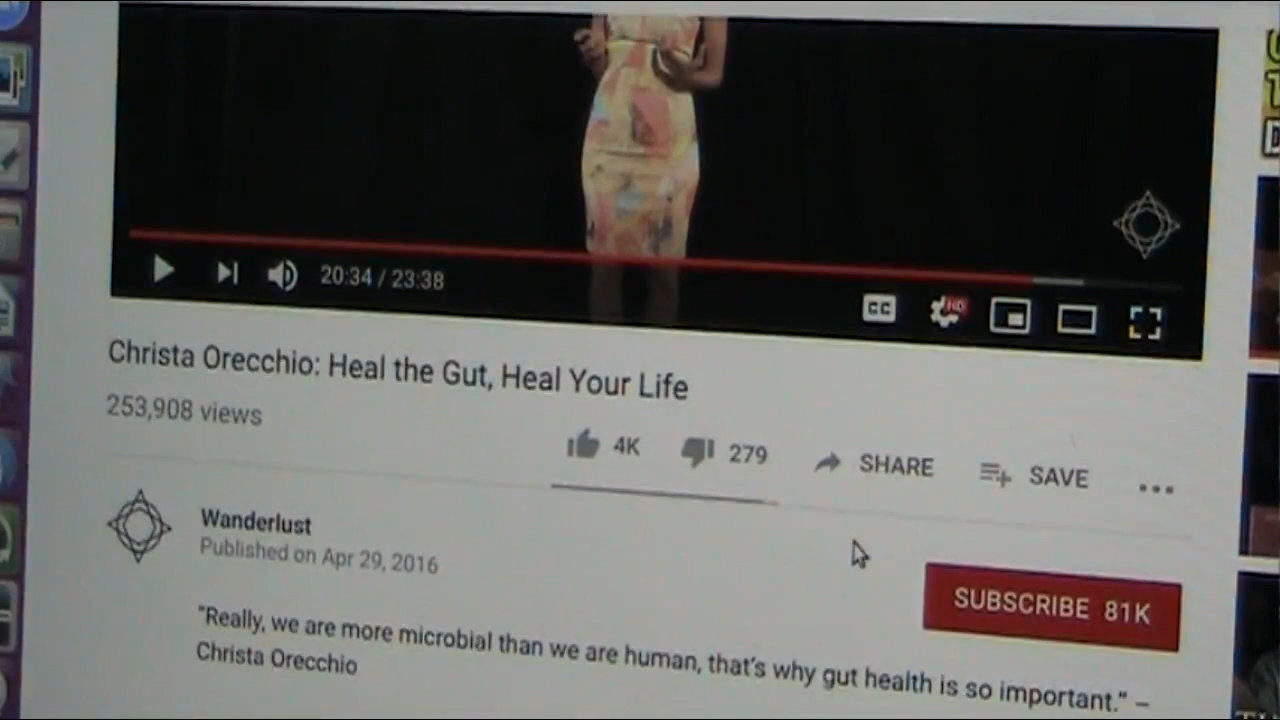 20:34 / 23:38
CC
HD
Christa Orecchio: Heal the Gut, Heal Your Life
253,908 views
4K 279 SHARE SAVE
Wanderlust
Published on Apr 29, 2016
SUBSCRIBE 81K
"Really, we are more microbial than we are human, that's why gut health is so important." –
Christa Orecchio